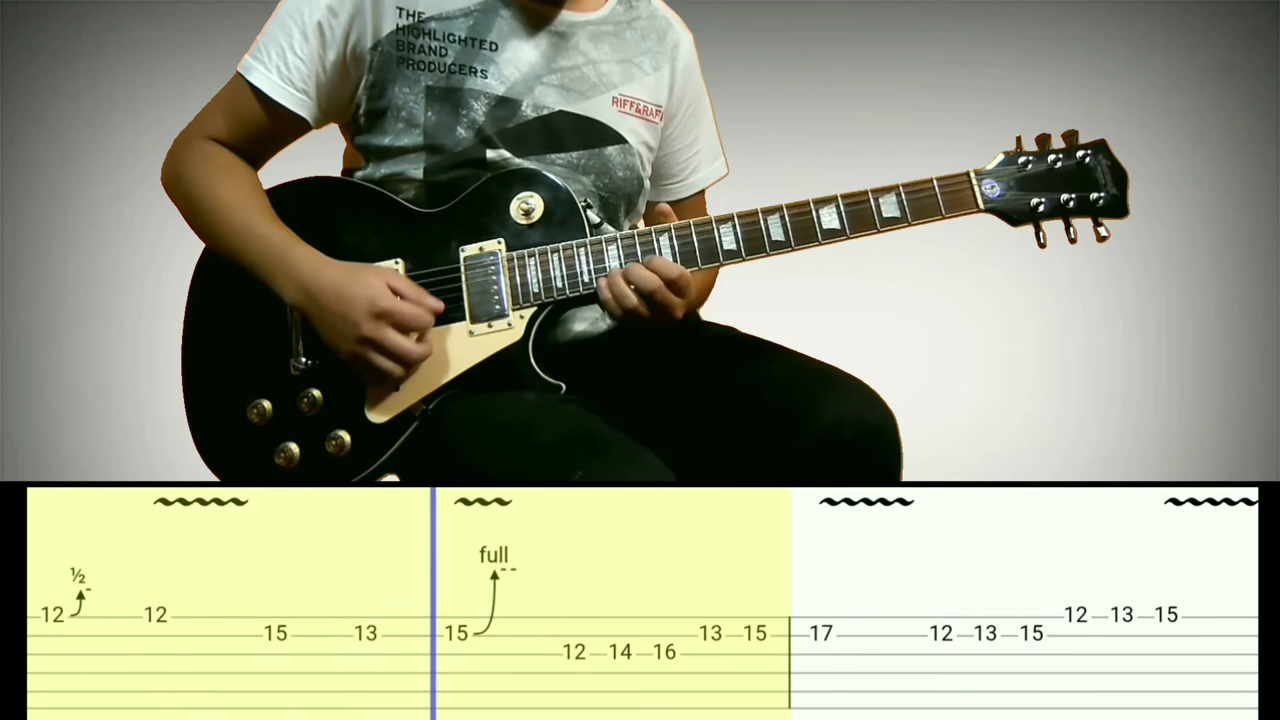 THE
HIGHLIGHTED
BRAND
PRODUCERS
RIFF&RAFF
full
½
12 12 12 13 15
15 13 15 13 15 17 12 13 15
12 14 16